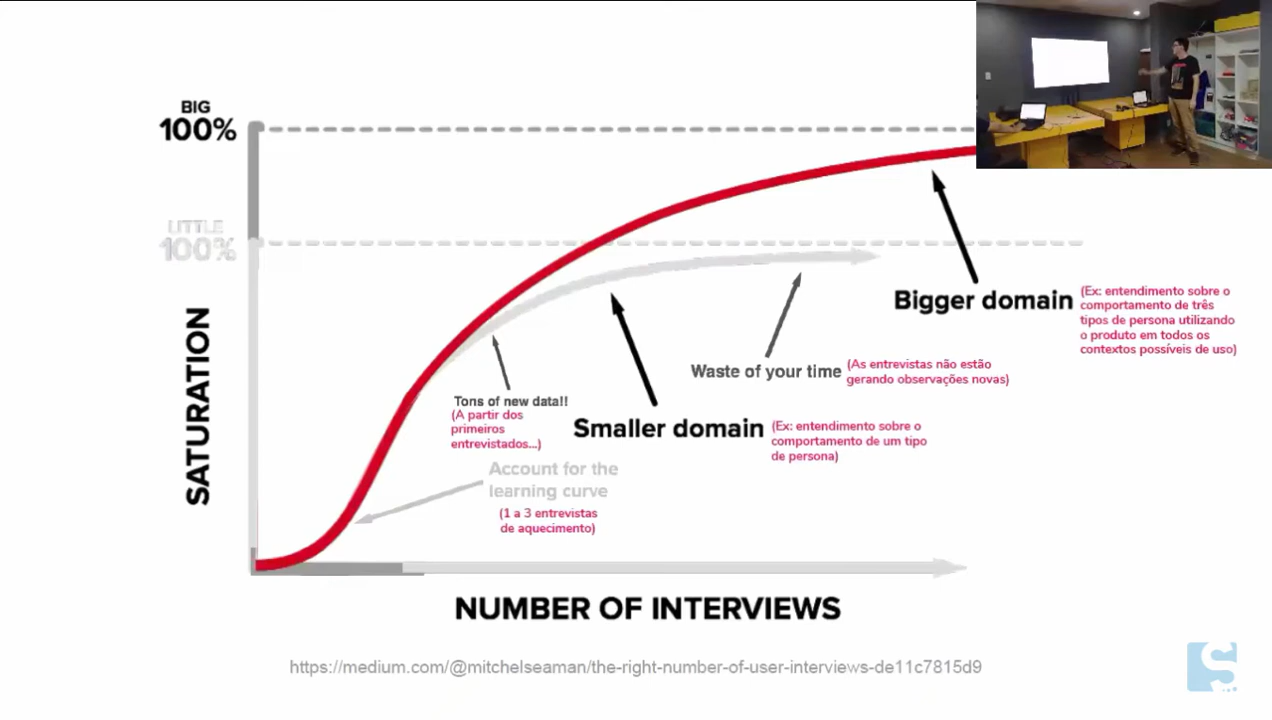 BIG
100%
LITTLE
100%
SATURATION
Bigger domain
(Ex: entendimento sobre o
comportamento de três
tipos de persona utilizando
o produto em todos os
contextos possíveis de uso)
Waste of your time
(As entrevistas não estão
gerando observações novas)
Tons of new data!!
(A partir dos
primeiros
entrevistados...)
Smaller domain
(Ex: entendimento sobre o
comportamento de um tipo
de persona)
Account for the
learning curve
(1 a 3 entrevistas
de aquecimento)
NUMBER OF INTERVIEWS
https://medium.com/@mitchelseaman/the-right-number-of-user-interviews-de11c7815d9
S